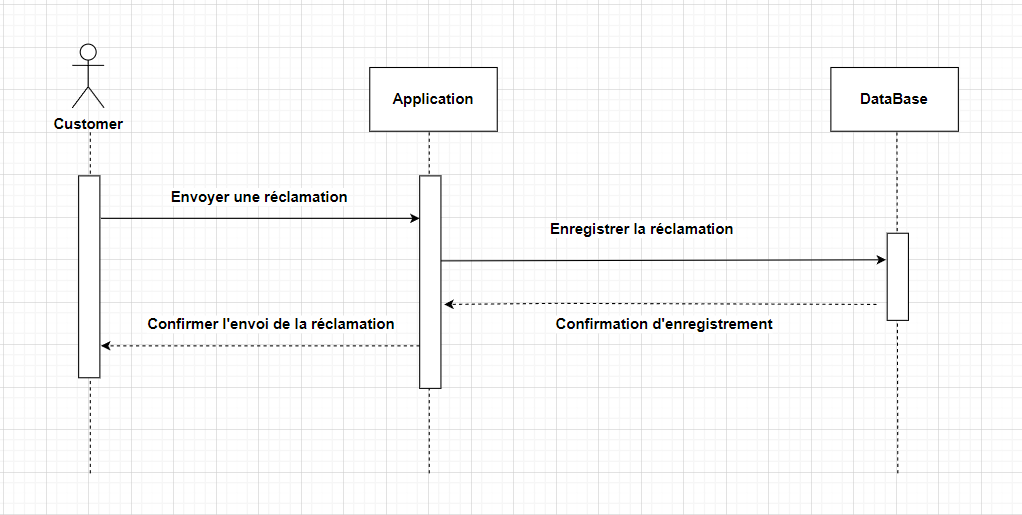 Customer
Application
DataBase
Envoyer une réclamation
Enregistrer la réclamation
Confirmer l'envoi de la réclamation
Confirmation d'enregistrement